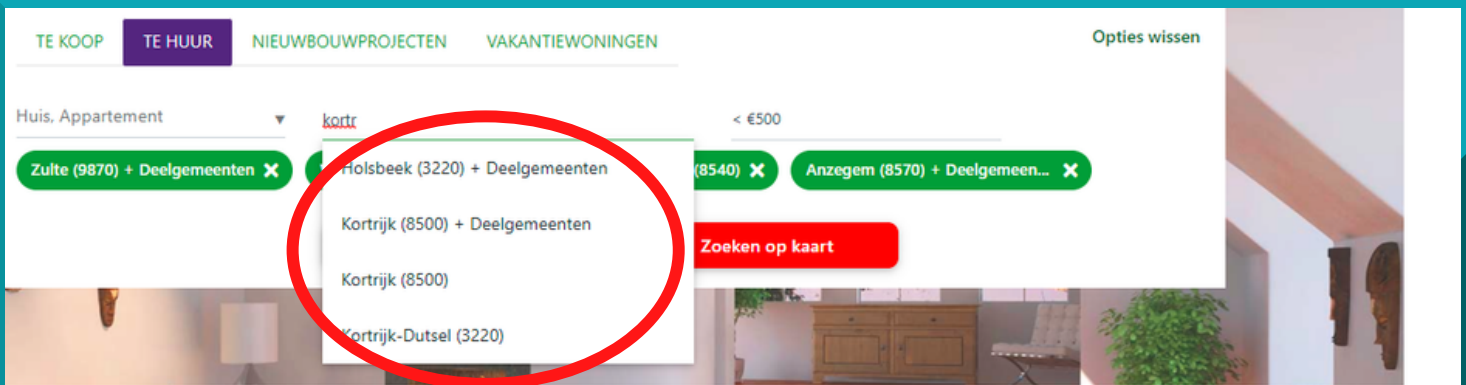 TE KOOP TE HUUR NIEUWBOUWPROJECTEN VAKANTIEWONINGEN Opties wissen
Huis, Appartement kortr < €500
Zulte (9870) + Deelgemeenten (8540) Anzegem (8570) + Deelgemeen...
Holsbeek (3220) + Deelgemeenten
Kortrijk (8500) + Deelgemeenten
Zoeken op kaart
Kortrijk (8500)
Kortrijk-Dutsel (3220)